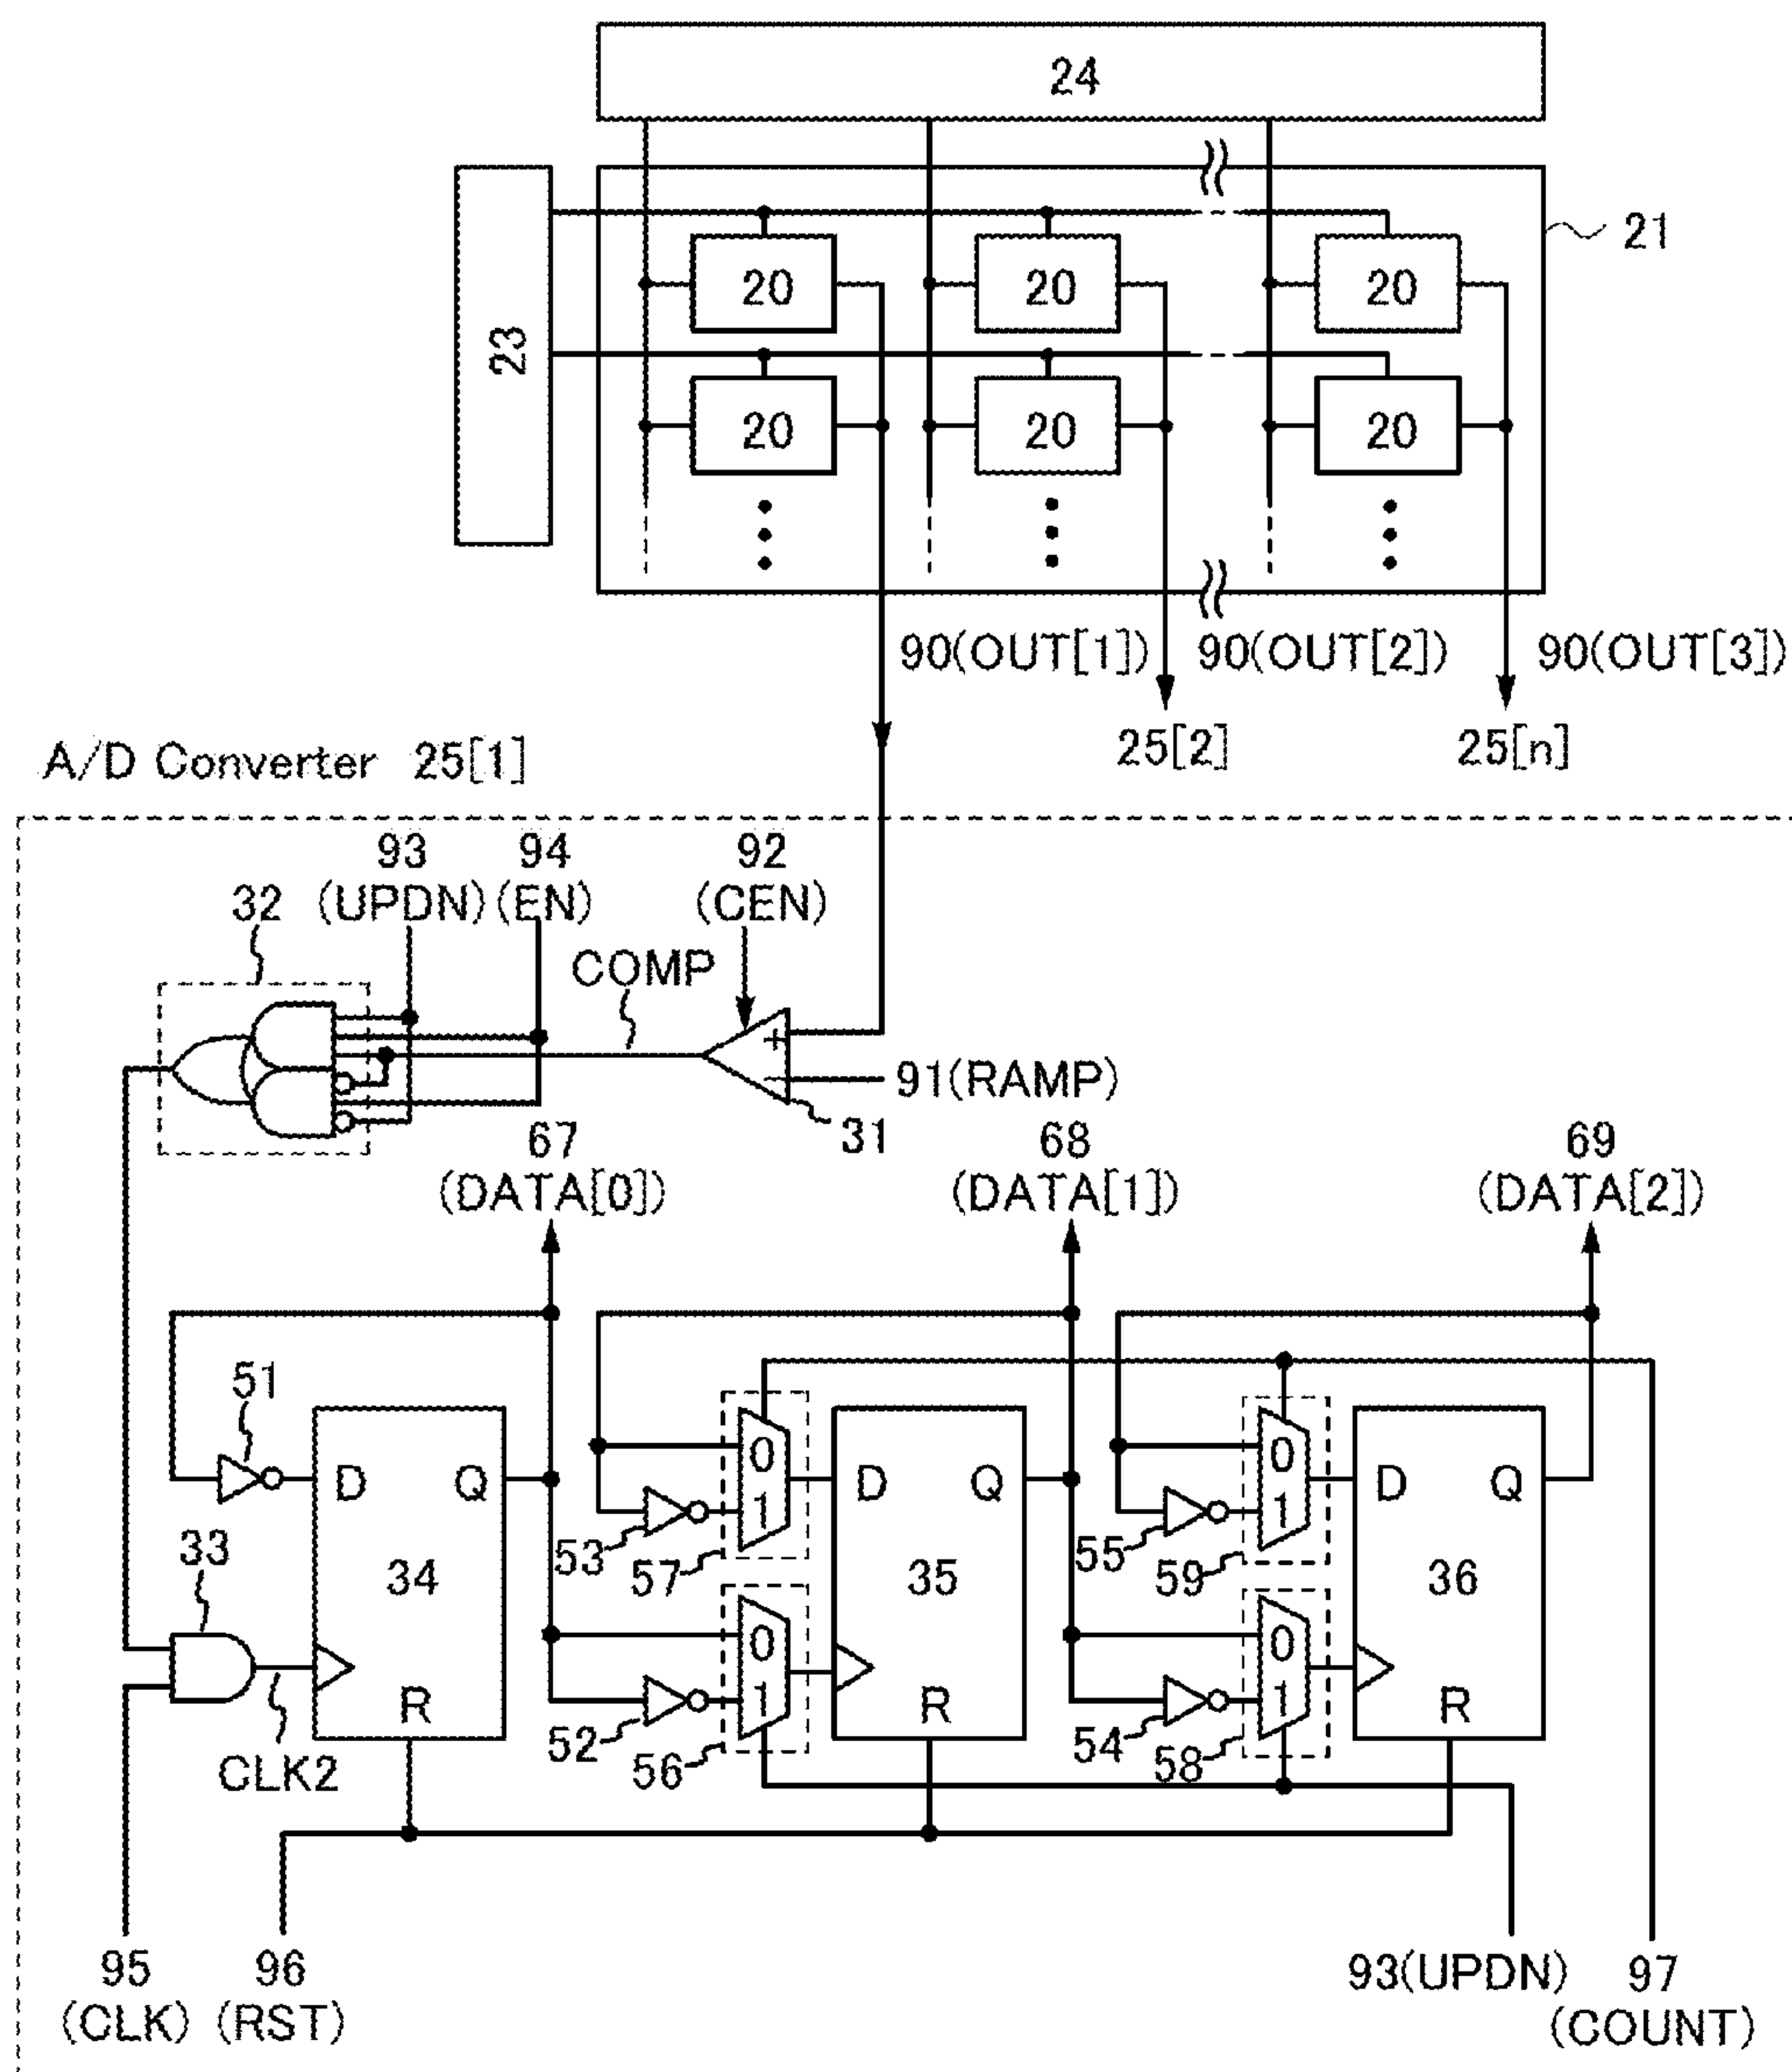 24
21
23
20 20 20
20 20 20
90(OUT[1]) 90(OUT[2]) 90(OUT[3])
25[2] 25[n]
A/D Converter 25[1]
93 94 92
32 (UPDN) (EN) (CEN)
COMP
+
−
91(RAMP)
31
67 68 69
(DATA[0]) (DATA[1]) (DATA[2])
51
D Q 0 D Q 0 D Q
1 1
53 57 55 59
33
34 35 36
0 0
1 1
R R R
52 56 54 58
CLK2
95 96 93(UPDN) 97
(CLK) (RST) (COUNT)